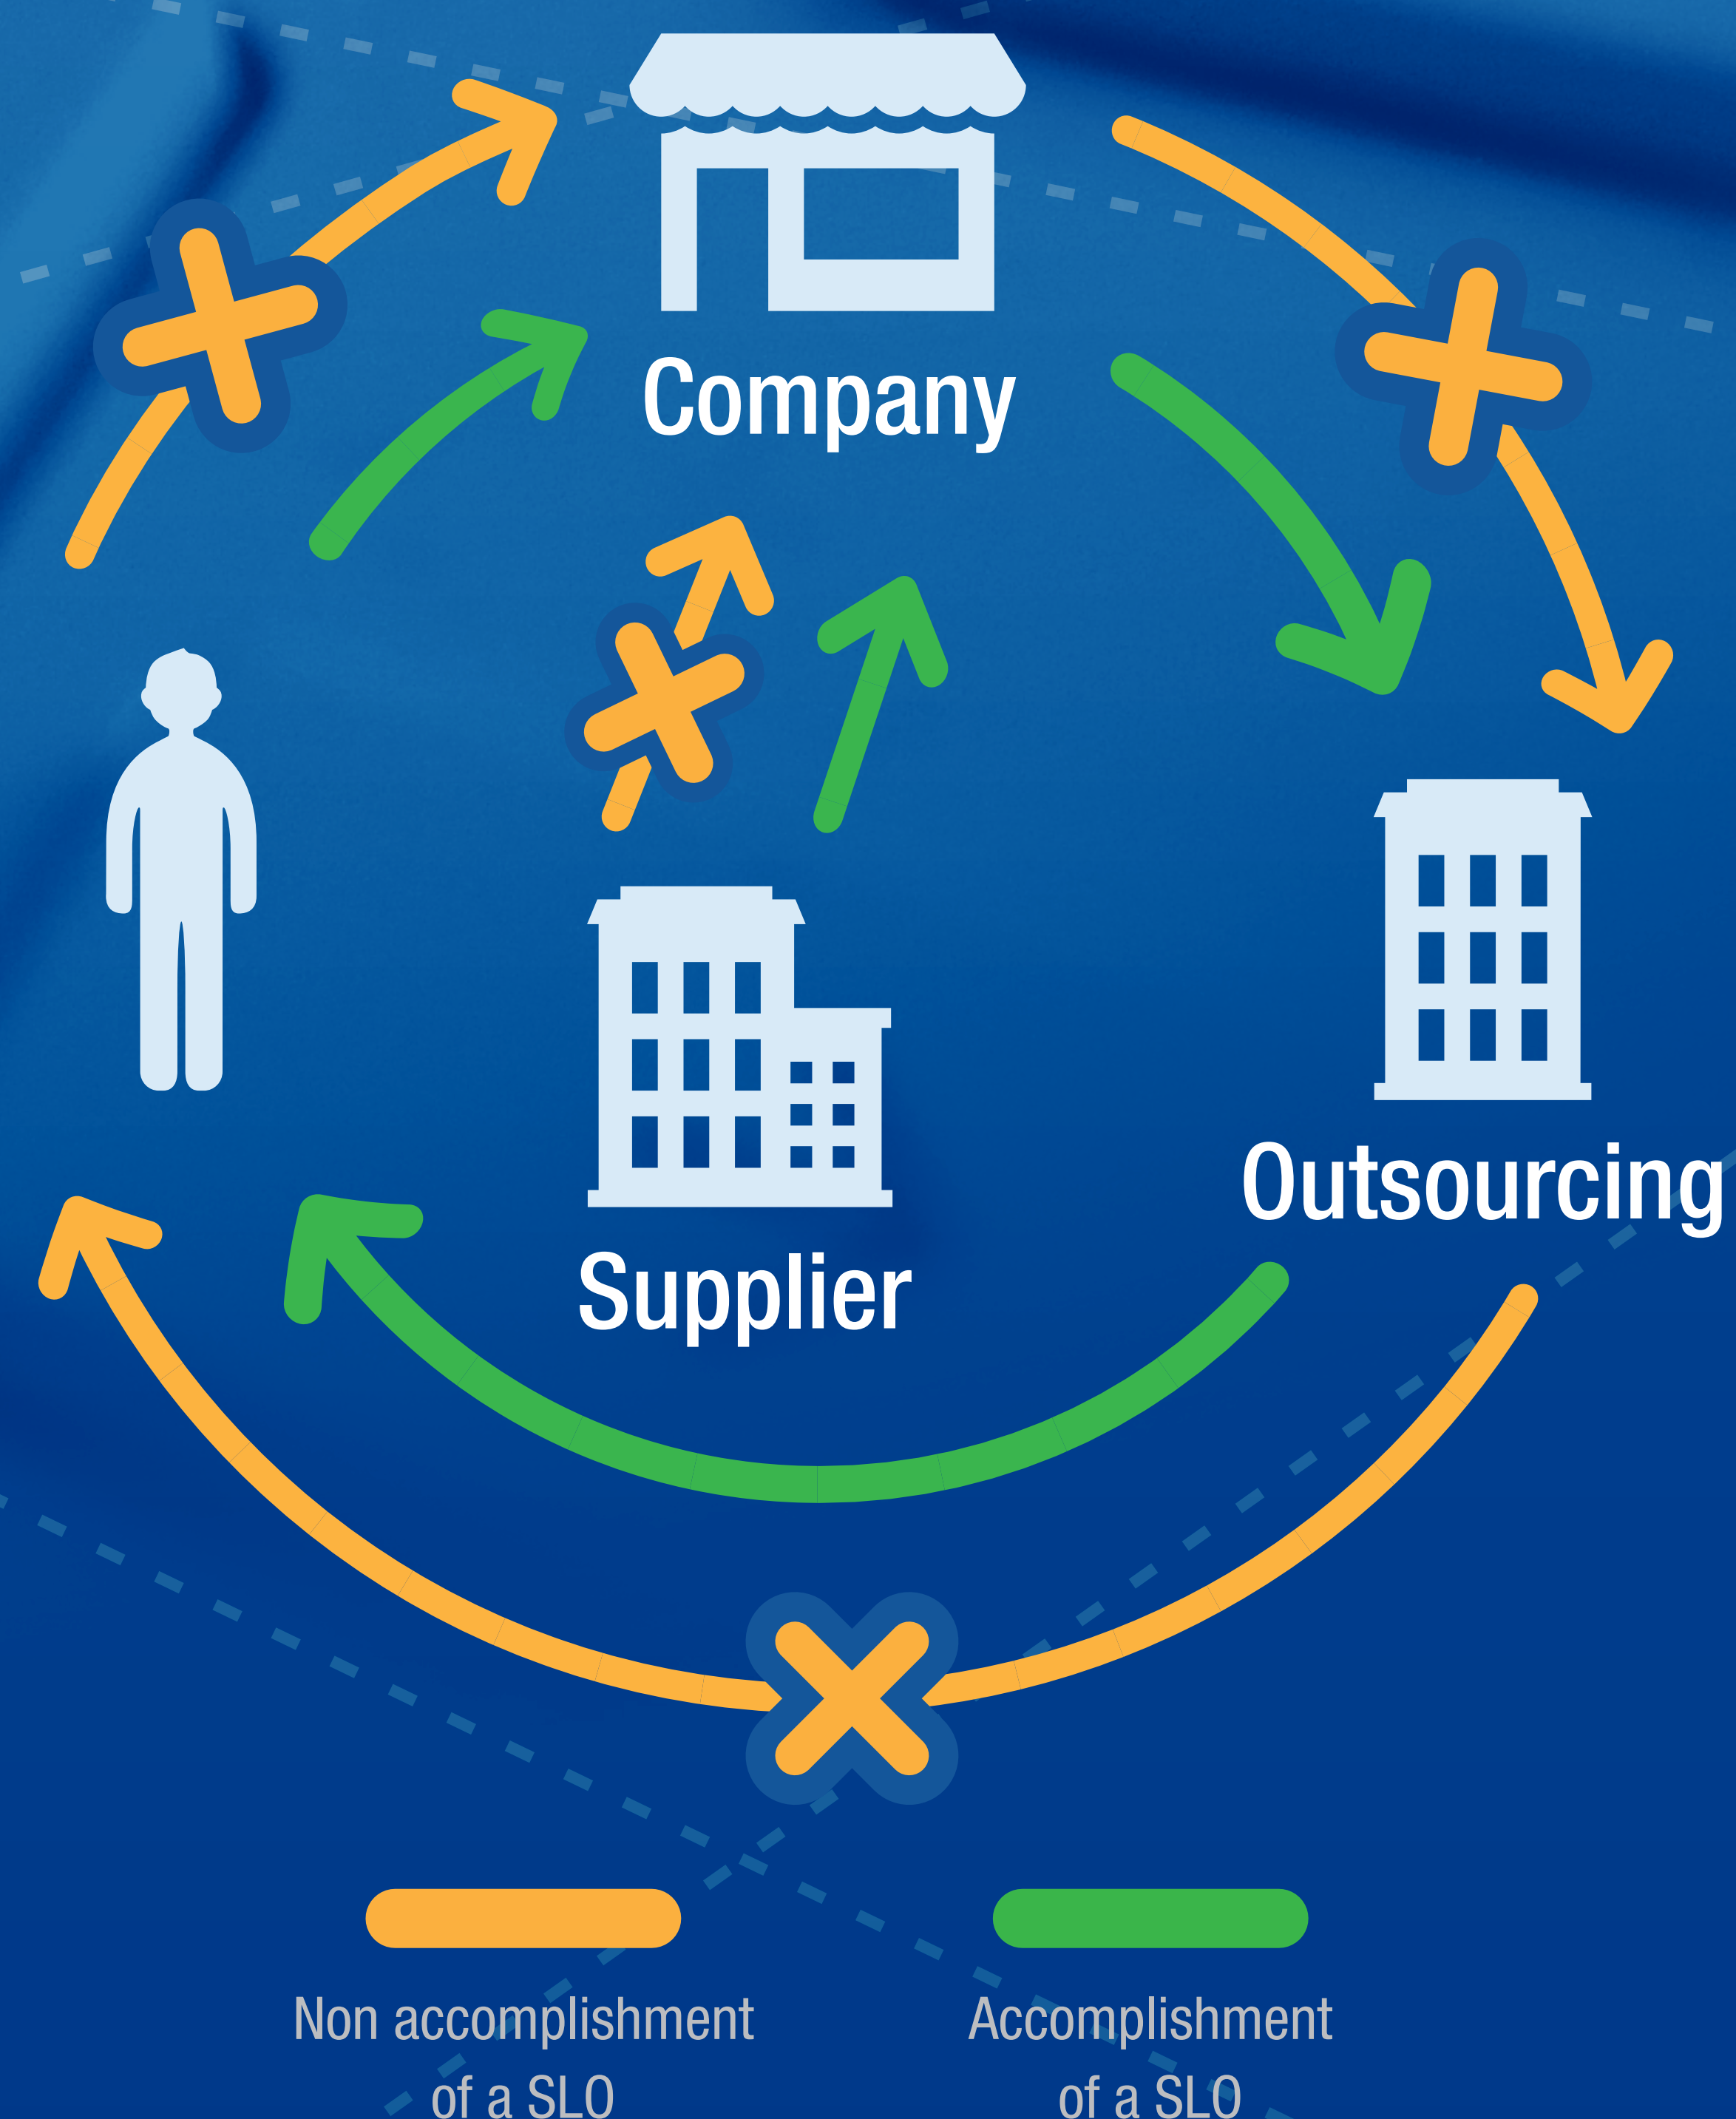 Company
Outsourcing
Supplier
Non accomplishment
of a SLO
Accomplishment
of a SLO